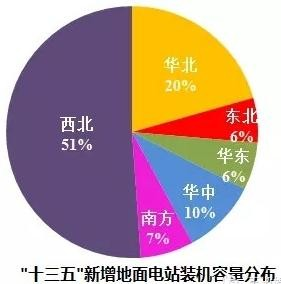 华北
20%
东北
6%
华东
6%
华中
10%
南方
7%
西北
51%
"十三五"新增地面电站装机容量分布